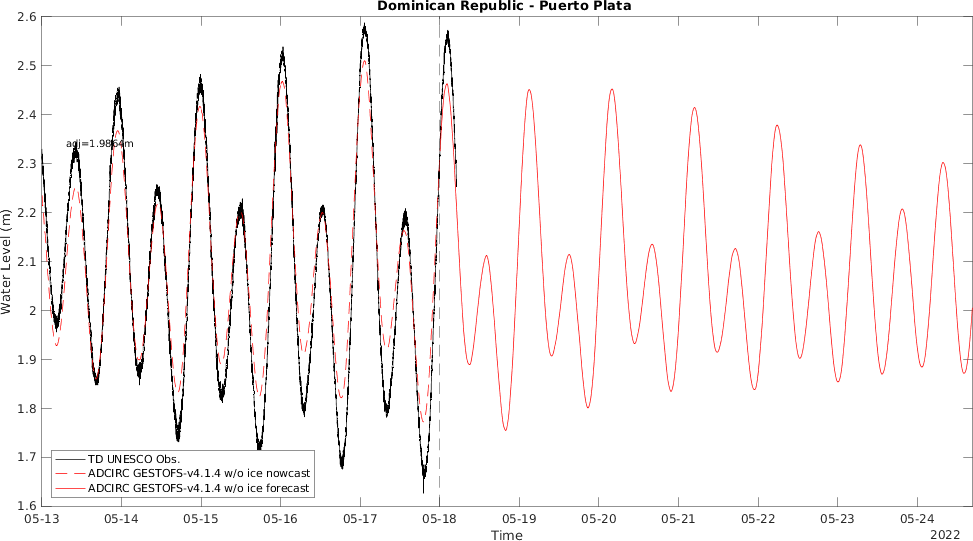 Dominican Republic - Puerto Plata
2.6
2.5
2.4
2.3
2.2
2.1
2
1.9
1.8
1.7
1.6
Water Level (m)
adj=1.9864m
TD UNESCO Obs.
ADCIRC GESTOFS-v4.1.4 w/o ice nowcast
ADCIRC GESTOFS-v4.1.4 w/o ice forecast
05-13 05-14 05-15 05-16 05-17 05-18 05-19 05-20 05-21 05-22 05-23 05-24
2022
Time